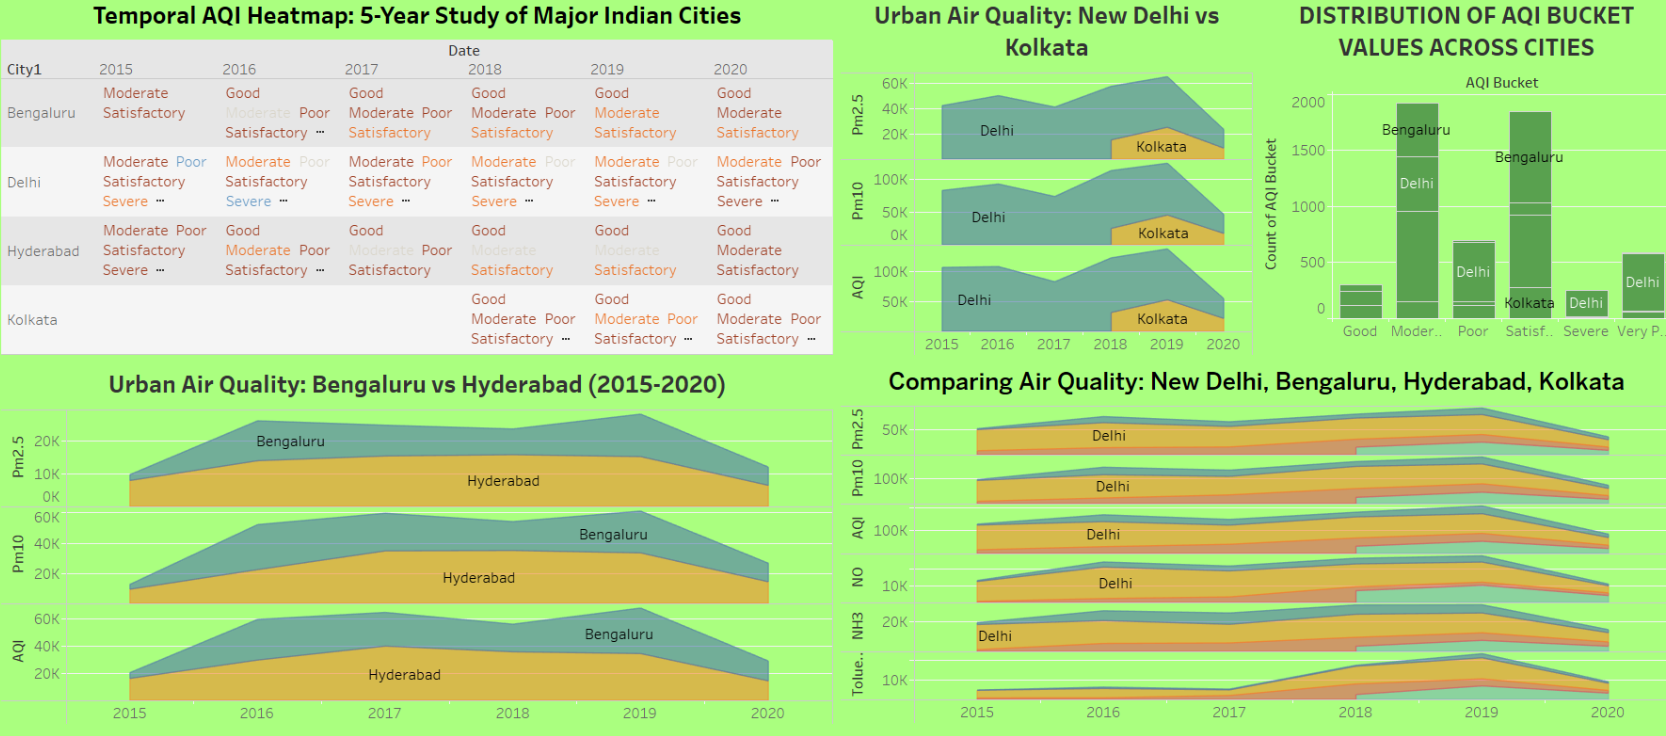 Temporal AQI Heatmap: 5-Year Study of Major Indian Cities
Date
City1 2015 2016 2017 2018 2019 2020
Bengaluru
Moderate
Satisfactory
Good
Moderate Poor
Satisfactory ...
Good
Moderate Poor
Satisfactory
Good
Moderate Poor
Satisfactory
Good
Moderate
Satisfactory
Good
Moderate
Satisfactory
Delhi
Moderate Poor
Satisfactory
Severe ...
Moderate Poor
Satisfactory
Severe ...
Moderate Poor
Satisfactory
Severe ...
Moderate Poor
Satisfactory
Severe ...
Moderate Poor
Satisfactory
Severe ...
Moderate Poor
Satisfactory
Severe ...
Hyderabad
Moderate Poor
Satisfactory
Severe ...
Good
Moderate Poor
Satisfactory ...
Good
Moderate Poor
Satisfactory
Good
Moderate
Satisfactory
Good
Moderate
Satisfactory
Good
Moderate
Satisfactory
Kolkata
Good
Moderate Poor
Satisfactory ...
Good
Moderate Poor
Satisfactory ...
Good
Moderate Poor
Satisfactory ...
Urban Air Quality: New Delhi vs
Kolkata
Pm2.5
60K
40K
20K
Delhi
Kolkata
Pm10
100K
50K
0K
Delhi
Kolkata
AQI
100K
50K
Delhi
Kolkata
2015 2016 2017 2018 2019 2020
DISTRIBUTION OF AQI BUCKET
VALUES ACROSS CITIES
AQI Bucket
Count of AQI Bucket
2000
1500
1000
500
0
Bengaluru
Delhi
Delhi
Bengaluru
Kolkata
Delhi
Delhi
Good Moder.. Poor Satisf.. Severe Very P..
Urban Air Quality: Bengaluru vs Hyderabad (2015-2020)
Pm2.5
20K
10K
0K
Bengaluru
Hyderabad
Pm10
60K
40K
20K
Bengaluru
Hyderabad
AQI
60K
40K
20K
Bengaluru
Hyderabad
2015 2016 2017 2018 2019 2020
Comparing Air Quality: New Delhi, Bengaluru, Hyderabad, Kolkata
Pm2.5
50K
Delhi
Pm10
100K
Delhi
AQI
100K
Delhi
NO
10K
Delhi
NH3
20K
Delhi
Tolue..
10K
2015 2016 2017 2018 2019 2020